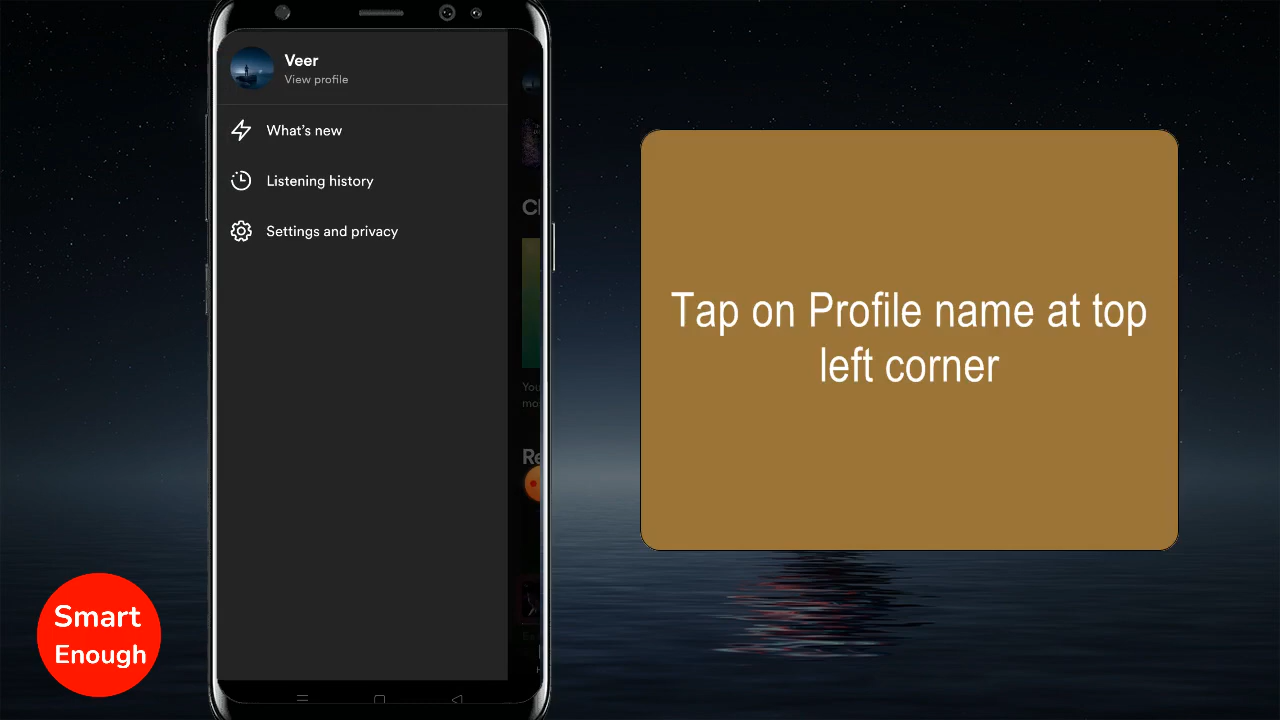 Veer
View profile
What's new
Listening history
Settings and privacy
Tap on Profile name at top
left corner
Smart
Enough